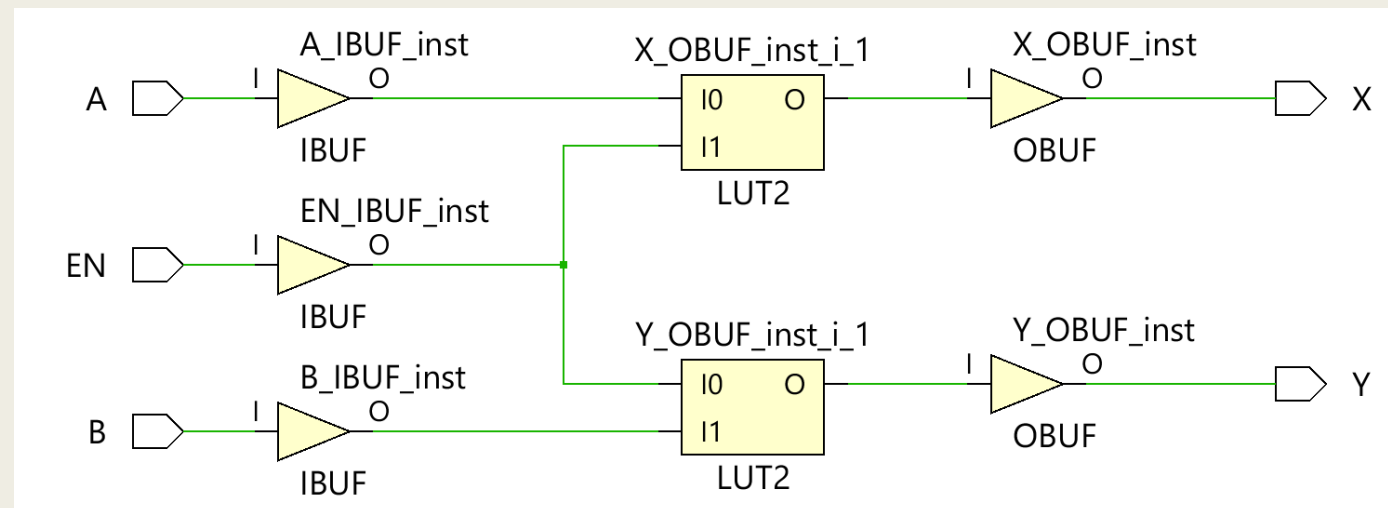 A_IBUF_inst
X_OBUF_inst_i_1
X_OBUF_inst
A
I
O
IBUF
I0
O
I1
LUT2
I
O
OBUF
X
EN_IBUF_inst
EN
I
O
IBUF
Y_OBUF_inst_i_1
Y_OBUF_inst
B_IBUF_inst
B
I
O
IBUF
I0
O
I1
LUT2
I
O
OBUF
Y